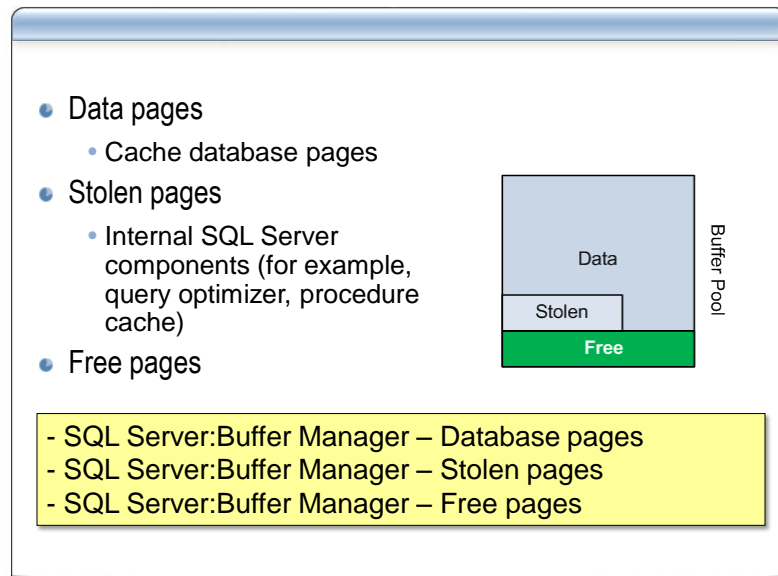 Data pages
Cache database pages
Stolen pages
Internal SQL Server
components (for example,
query optimizer, procedure
cache)
Free pages
Data
Stolen
Free
Buffer Pool
- SQL Server:Buffer Manager – Database pages
- SQL Server:Buffer Manager – Stolen pages
- SQL Server:Buffer Manager – Free pages